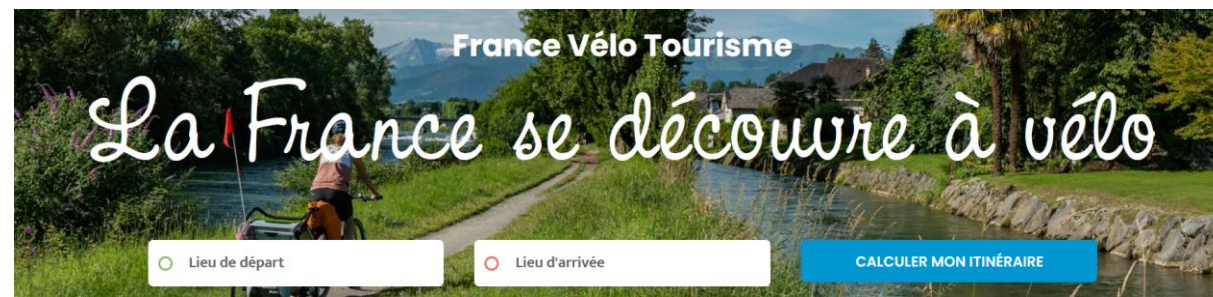 France Vélo Tourisme
La France se découvre à vélo
Lieu de départ
Lieu d'arrivée
CALCULER MON ITINÉRAIRE